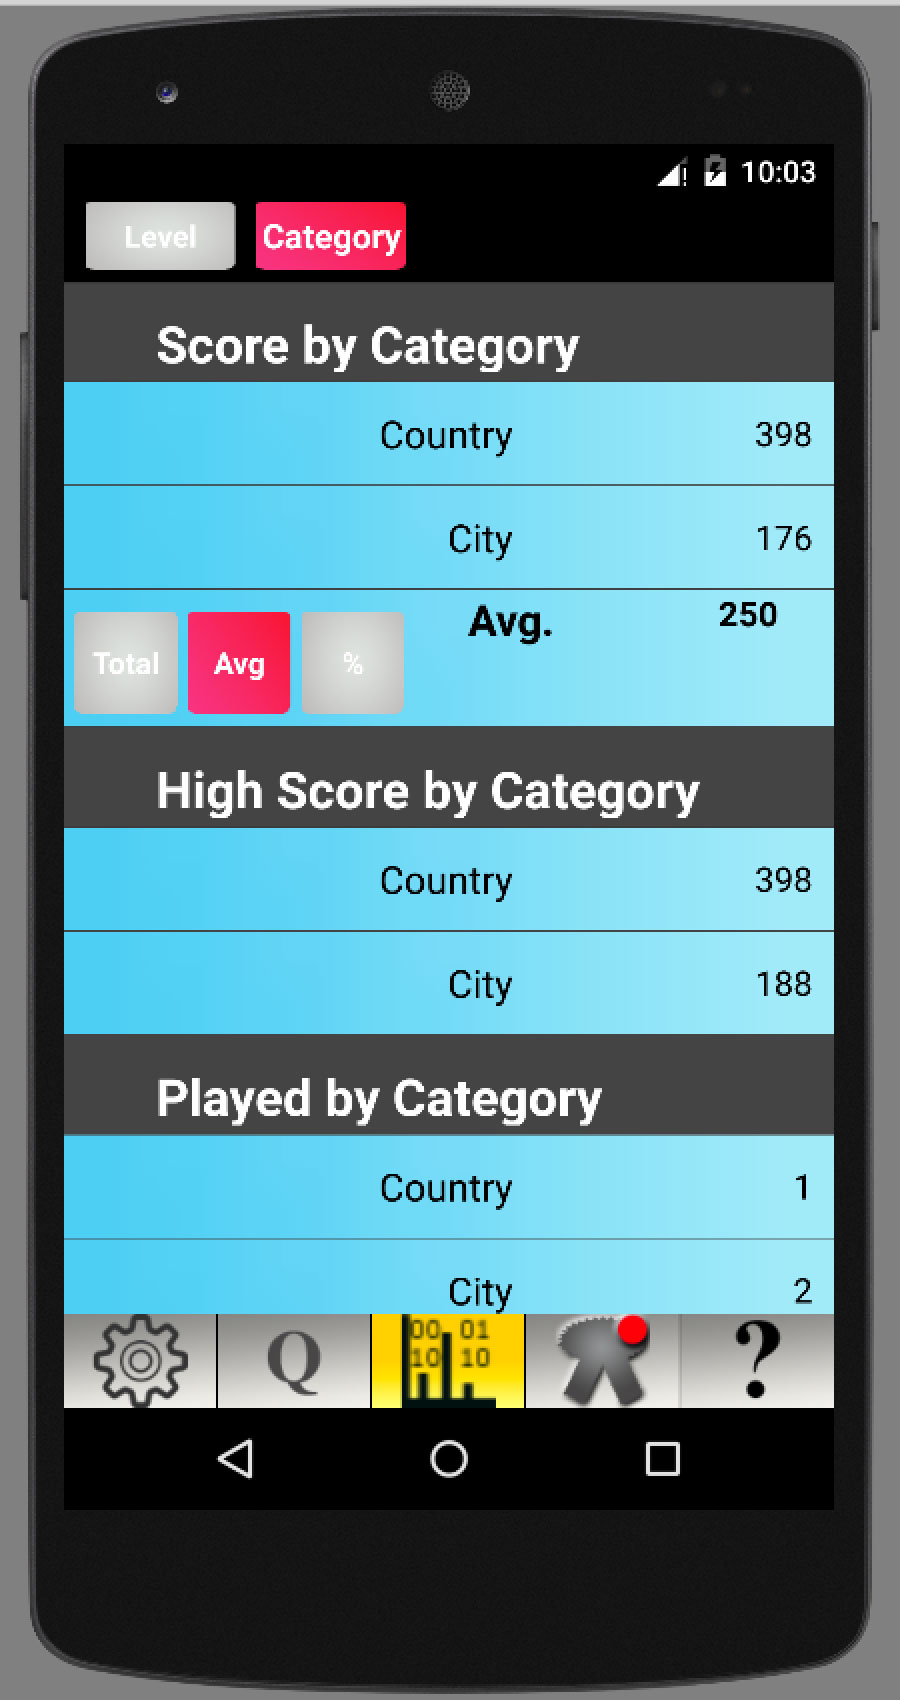 10:03
Level Category
Score by Category
Country 398
City 176
Avg. 250
Total Avg %
High Score by Category
Country 398
City 188
Played by Category
Country 1
City 2
00 01
10 10
Q ?